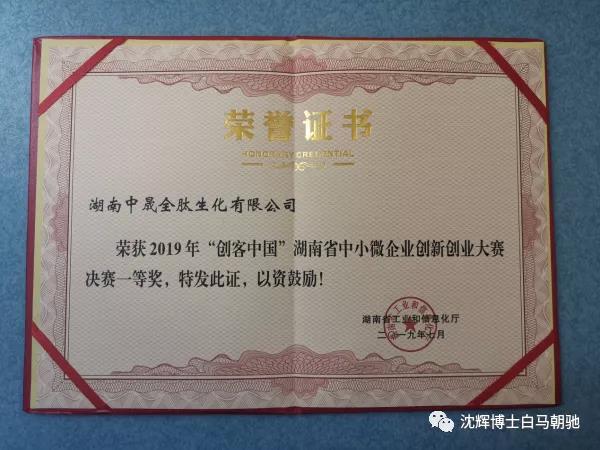 荣誉证书
HONORARY CREDENTIAL
湖南中晟全肽生化有限公司
荣获2019年“创客中国”湖南省中小微企业创新创业大赛
决赛一等奖，特发此证，以资鼓励！
湖南省工业和信息化厅
二〇一九年七月
沈辉博士白马朝驰